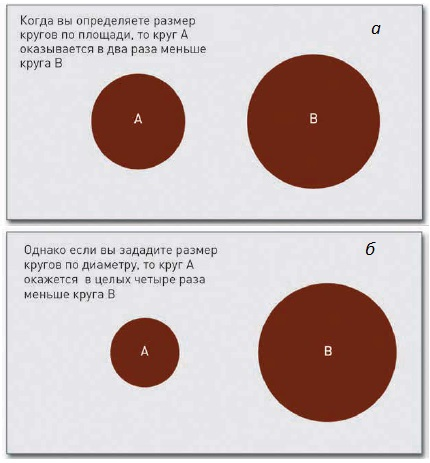 Когда вы определяете размер
кругов по площади, то круг А
оказывается в два раза меньше
круга В
а
А
В
Однако если вы зададите размер
кругов по диаметру, то круг А
окажется в целых четыре раза
меньше круга В
б
А
В